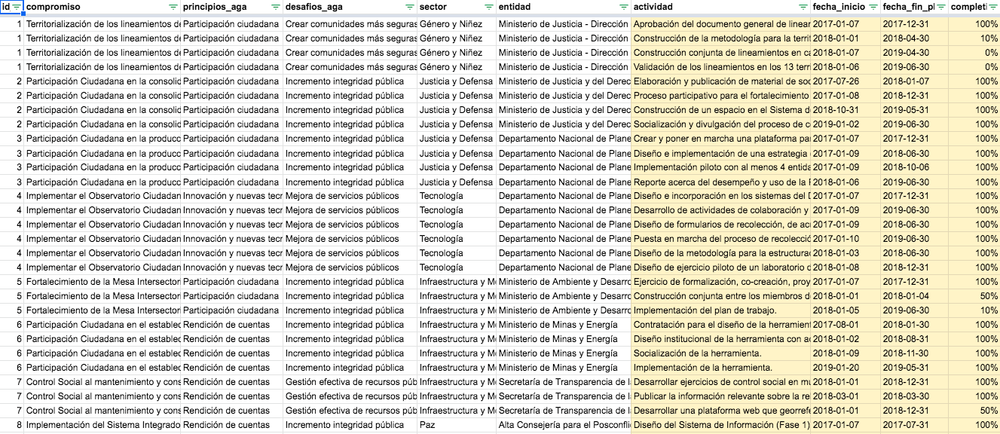 id compromiso principios_aga desafios_aga sector entidad actividad fecha_inicio fecha_fin_pl completi
1 Territorialización de los lineamientos de Participación ciudadana Crear comunidades más seguras Género y Niñez Ministerio de Justicia - Dirección Aprobación del documento general de linear 2017-01-07 2017-12-31 100%
1 Territorialización de los lineamientos de Participación ciudadana Crear comunidades más seguras Género y Niñez Ministerio de Justicia - Dirección Construcción de la metodología para la terri 2018-01-01 2018-04-30 10%
1 Territorialización de los lineamientos de Participación ciudadana Crear comunidades más seguras Género y Niñez Ministerio de Justicia - Dirección Construcción conjunta de lineamientos en ca 2018-01-07 2019-04-30 0%
1 Territorialización de los lineamientos de Participación ciudadana Crear comunidades más seguras Género y Niñez Ministerio de Justicia - Dirección Validación de los lineamientos en los 13 terri 2018-01-06 2019-06-30 0%
2 Participación Ciudadana en la consolid Participación ciudadana Incremento integridad pública Justicia y Defensa Ministerio de Justicia y del Derec Elaboración y publicación de material de soc 2017-07-26 2018-01-07 100%
2 Participación Ciudadana en la consolid Participación ciudadana Incremento integridad pública Justicia y Defensa Ministerio de Justicia y del Derec Proceso participativo para el fortalecimiento 2017-01-08 2018-12-31 100%
2 Participación Ciudadana en la consolid Participación ciudadana Incremento integridad pública Justicia y Defensa Ministerio de Justicia y del Derec Construcción de un espacio en el Sistema d 2018-10-31 2019-05-31 100%
2 Participación Ciudadana en la consolid Participación ciudadana Incremento integridad pública Justicia y Defensa Ministerio de Justicia y del Derec Socialización y divulgación del proceso de c 2019-01-02 2019-06-30 100%
3 Participación Ciudadana en la producc Participación ciudadana Incremento integridad pública Justicia y Defensa Departamento Nacional de Plane Crear y poner en marcha una plataforma par 2017-01-07 2017-12-31 100%
3 Participación Ciudadana en la producc Participación ciudadana Incremento integridad pública Justicia y Defensa Departamento Nacional de Plane Diseño e implementación de una estrategia 2017-01-09 2018-06-30 100%
3 Participación Ciudadana en la producc Participación ciudadana Incremento integridad pública Justicia y Defensa Departamento Nacional de Plane Implementación piloto con al menos 4 entida 2017-01-09 2018-10-06 100%
3 Participación Ciudadana en la producc Participación ciudadana Incremento integridad pública Justicia y Defensa Departamento Nacional de Plane Reporte acerca del desempeño y uso de la 2018-01-06 2019-06-30 100%
4 Implementar el Observatorio Ciudadan Innovación y nuevas tecr Mejora de servicios públicos Tecnología Departamento Nacional de Plane Diseño e incorporación en los sistemas del 2017-01-07 2017-12-31 100%
4 Implementar el Observatorio Ciudadan Innovación y nuevas tecr Mejora de servicios públicos Tecnología Departamento Nacional de Plane Desarrollo de actividades de colaboración y 2017-01-09 2019-06-30 100%
4 Implementar el Observatorio Ciudadan Innovación y nuevas tecr Mejora de servicios públicos Tecnología Departamento Nacional de Plane Diseño de formularios de recolección, de acu 2017-01-09 2018-06-30 100%
4 Implementar el Observatorio Ciudadan Innovación y nuevas tecr Mejora de servicios públicos Tecnología Departamento Nacional de Plane Puesta en marcha del proceso de recolecció 2017-01-10 2019-06-30 100%
4 Implementar el Observatorio Ciudadan Innovación y nuevas tecr Mejora de servicios públicos Tecnología Departamento Nacional de Plane Diseño de la metodología para la estructurac 2018-01-03 2018-06-30 100%
4 Implementar el Observatorio Ciudadan Innovación y nuevas tecr Mejora de servicios públicos Tecnología Departamento Nacional de Plane Diseño de ejercicio piloto de un laboratorio d 2018-01-08 2018-12-31 100%
5 Fortalecimiento de la Mesa Intersector Participación ciudadana Incremento integridad pública Infraestructura y Mo Ministerio de Ambiente y Desarro Ejercicio de formalización, co-creación, proy 2017-01-07 2017-12-31 100%
5 Fortalecimiento de la Mesa Intersector Participación ciudadana Incremento integridad pública Infraestructura y Mo Ministerio de Ambiente y Desarro Construcción conjunta entre los miembros d 2018-01-01 2018-01-04 50%
5 Fortalecimiento de la Mesa Intersector Participación ciudadana Incremento integridad pública Infraestructura y Mo Ministerio de Ambiente y Desarro Implementación del plan de trabajo. 2018-01-05 2019-06-30 10%
6 Participación Ciudadana en el establec Rendición de cuentas Incremento integridad pública Infraestructura y Mo Ministerio de Minas y Energía Contratación para el diseño de la herramient 2017-08-01 2018-01-30 100%
6 Participación Ciudadana en el establec Rendición de cuentas Incremento integridad pública Infraestructura y Mo Ministerio de Minas y Energía Diseño institucional de la herramienta con ac 2018-01-02 2018-08-31 100%
6 Participación Ciudadana en el establec Rendición de cuentas Incremento integridad pública Infraestructura y Mo Ministerio de Minas y Energía Socialización de la herramienta. 2018-01-09 2018-11-30 100%
6 Participación Ciudadana en el establec Rendición de cuentas Incremento integridad pública Infraestructura y Mo Ministerio de Minas y Energía Implementación de la herramienta. 2019-01-20 2019-05-31 100%
7 Control Social al mantenimiento y cons Rendición de cuentas Gestión efectiva de recursos púb Infraestructura y Mo Secretaría de Transparencia de l Desarrollar ejercicios de control social en mu 2018-01-01 2018-12-31 100%
7 Control Social al mantenimiento y cons Rendición de cuentas Gestión efectiva de recursos púb Infraestructura y Mo Secretaría de Transparencia de l Publicar la información relevante sobre la re 2018-03-01 2018-03-30 100%
7 Control Social al mantenimiento y cons Rendición de cuentas Gestión efectiva de recursos púb Infraestructura y Mo Secretaría de Transparencia de l Desarrollar una plataforma web que georrefe 2018-01-01 2018-12-31 50%
8 Implementación del Sistema Integrado Rendición de cuentas Incremento integridad pública Paz Alta Consejería para el Posconfli Diseño del Sistema de Información (Fase 1) 2017-01-07 2017-07-31 100%